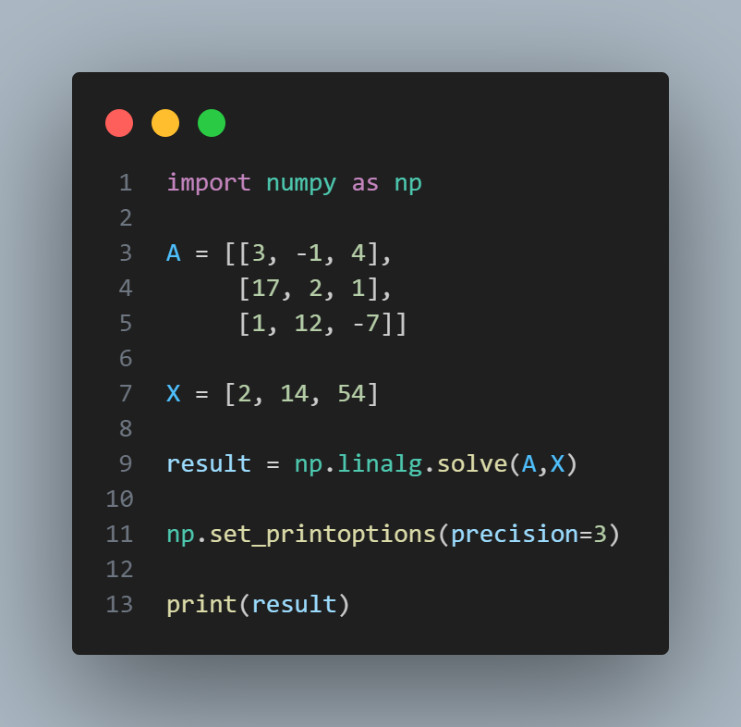 1 import numpy as np
2
3 A = [[3, -1, 4],
4      [17, 2, 1],
5      [1, 12, -7]]
6
7 X = [2, 14, 54]
8
9 result = np.linalg.solve(A,X)
10
11 np.set_printoptions(precision=3)
12
13 print(result)